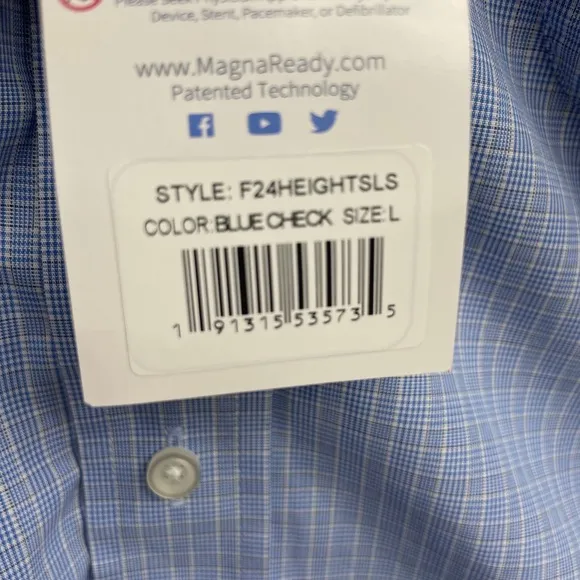 Device, Stent, Pacemaker, or Defibrillator
www.MagnaReady.com
Patented Technology
STYLE: F24HEIGHTSLS
COLOR:BLUE CHECK SIZE:L
1 91315 53573 5